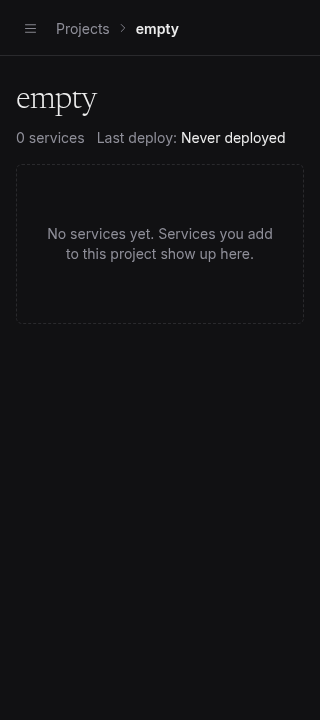 Projects empty
empty
0 services Last deploy: Never deployed
No services yet. Services you add
to this project show up here.